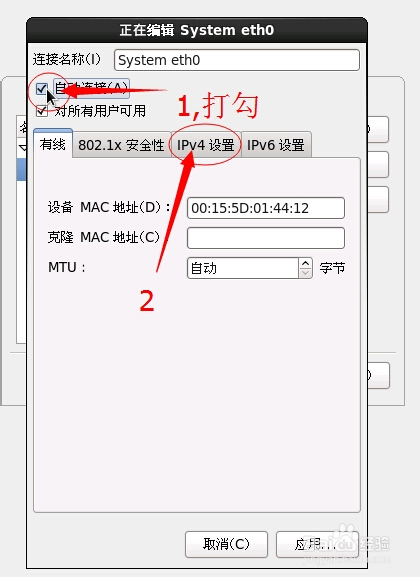 正在编辑 System eth0
连接名称(I) System eth0
自动连接(A)
1,打勾
对所有用户可用
有线 802.1x 安全性 IPv4 设置 IPv6 设置
设备 MAC 地址(D)： 00:15:5D:01:44:12
克隆 MAC 地址(C)
MTU： 自动 字节
2
取消(C) 应用...
Baidu 经验